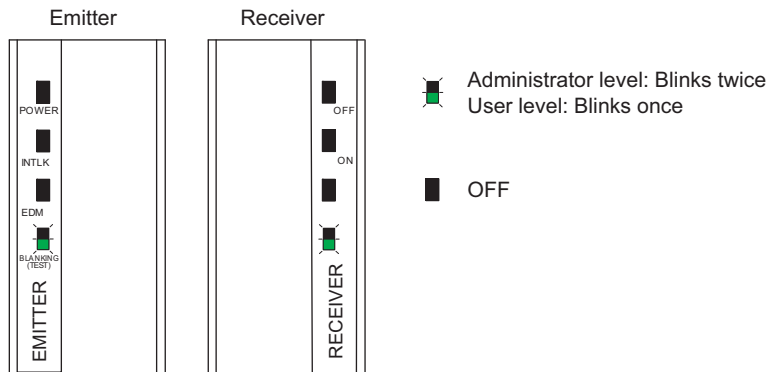 Emitter
Receiver
POWER
INTLK
EDM
BLANKING
(TEST)
EMITTER
OFF
ON
RECEIVER
Administrator level: Blinks twice
User level: Blinks once
OFF